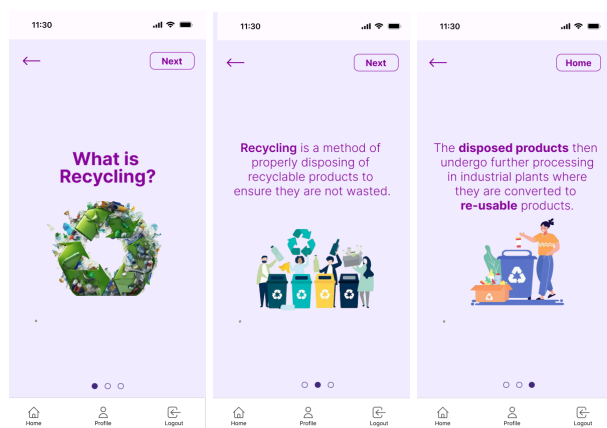 11:30
Next
What is
Recycling?
Home
Profile
Logout
11:30
Next
Recycling is a method of
properly disposing of
recyclable products to
ensure they are not wasted.
Home
Profile
Logout
11:30
Home
The disposed products then
undergo further processing
in industrial plants where
they are converted to
re-usable products.
Home
Profile
Logout